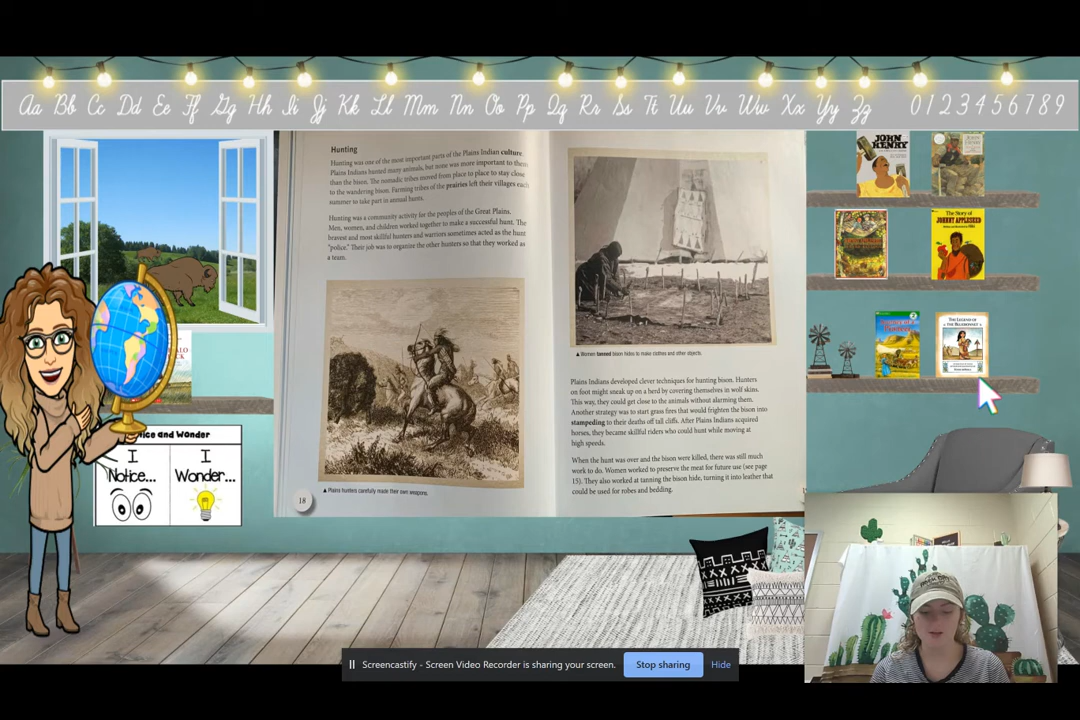 Aa Bb Cc Dd Ee Ff Gg Hh Ii Jj Kk Ll Mm Nn Oo Pp Qq Rr Ss Tt Uu Vv Ww Xx Yy Zz 0123456789
Hunting
Hunting was one of the most important parts of the Plains Indian culture.
Plains Indians hunted many animals, but none was more important to them
than the bison. The nomadic tribes moved from place to place to stay close
to the wandering bison. Farming tribes of the prairies left their villages each
summer to take part in annual hunts.
Hunting was a community activity for the peoples of the Great Plains.
Men, women, and children worked together to make a successful hunt. The
bravest and most skillful hunters and warriors sometimes acted as the hunt
"police." Their job was to organize the other hunters so that they worked as
a team.
18
▲ Plains hunters carefully made their own weapons.
▲ Women tanned bison hides to make clothes and other objects.
Plains Indians developed clever techniques for hunting bison. Hunters
on foot might sneak up on a herd by covering themselves in wolf skins.
This way, they could get close to the animals without alarming them.
Another strategy was to start grass fires that would frighten the bison into
stampeding to their deaths off tall cliffs. After Plains Indians acquired
horses, they became skillful riders who could hunt while moving at
high speeds.
When the hunt was over and the bison were killed, there was still much
work to do. Women worked to preserve the meat for future use (see page
15). They also worked at tanning the bison hide, turning it into leather that
could be used for robes and bedding.
JOHN
HENRY
The Story of
JOHNNY APPLESEED
THE LEGEND OF
THE BLUEBONNET
ice and Wonder
I
Notice...
I
Wonder...
Screencastify - Screen Video Recorder is sharing your screen.
Stop sharing
Hide